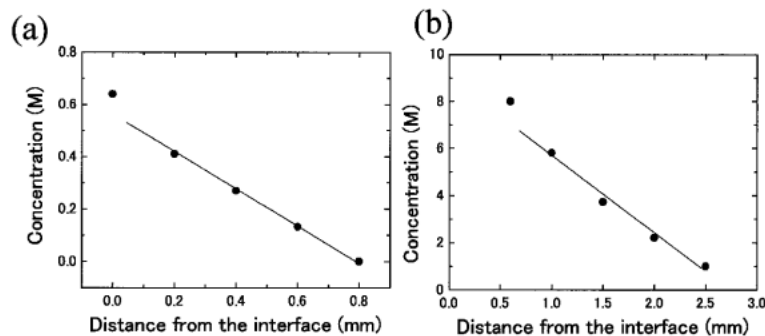 (a)
0.8
0.6
0.4
0.2
0.0
Concentration (M)
0.0 0.2 0.4 0.6 0.8
Distance from the interface (mm)
(b)
10
8
6
4
2
0
Concentration (M)
0.0 0.5 1.0 1.5 2.0 2.5 3.0
Distance from the interface (mm)